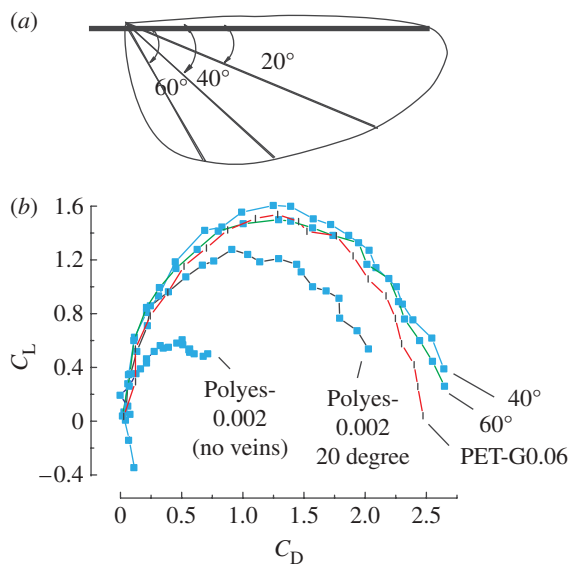 (a)
20°
40°
60°
(b)
1.6
1.2
0.8
0.4
0
−0.4
C_L
Polyes-
0.002
(no veins)
Polyes-
0.002
20 degree
40°
60°
PET-G0.06
0 0.5 1.0 1.5 2.0 2.5
C_D